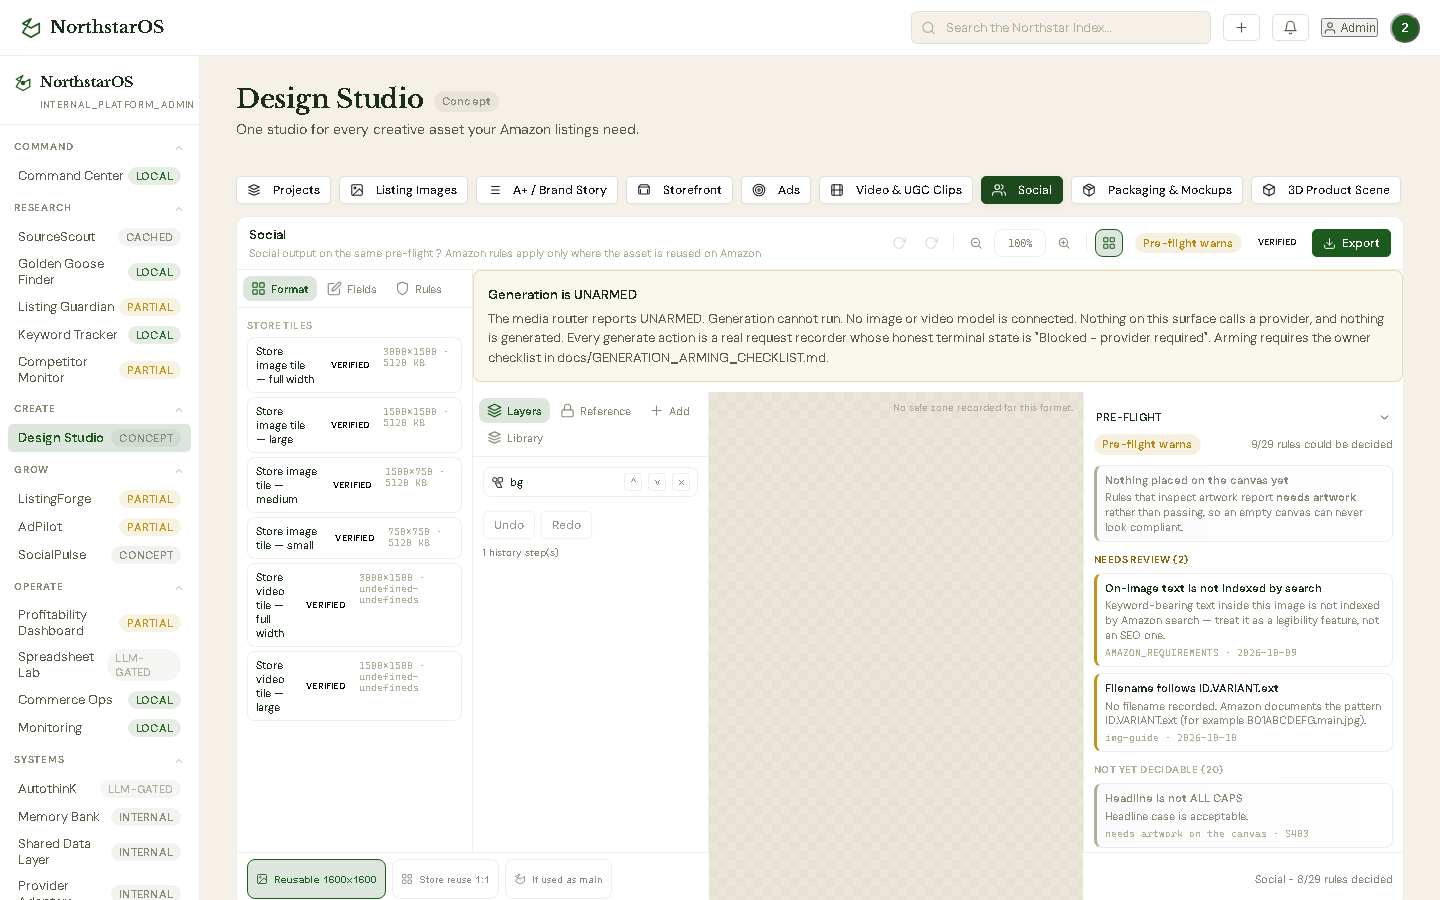 NorthstarOS
Search the Northstar Index...
Admin
2
NorthstarOS
INTERNAL_PLATFORM_ADMIN
COMMAND
Command Center LOCAL
RESEARCH
SourceScout CACHED
Golden Goose
Finder
LOCAL
Listing Guardian PARTIAL
Keyword Tracker LOCAL
Competitor
Monitor
PARTIAL
CREATE
Design Studio CONCEPT
GROW
ListingForge PARTIAL
AdPilot PARTIAL
SocialPulse CONCEPT
OPERATE
Profitability
Dashboard
PARTIAL
Spreadsheet
Lab
LLM-
GATED
Commerce Ops LOCAL
Monitoring LOCAL
SYSTEMS
AutothinK LLM-GATED
Memory Bank INTERNAL
Shared Data
Layer
INTERNAL
Provider
INTERNAL
Design Studio Concept
One studio for every creative asset your Amazon listings need.
Projects
Listing Images
A+ / Brand Story
Storefront
Ads
Video & UGC Clips
Social
Packaging & Mockups
3D Product Scene
Social
Social output on the same pre-flight ? Amazon rules apply only where the asset is reused on Amazon
100%
Pre-flight warns
VERIFIED
Export
Format
Fields
Rules
STORE TILES
Store
image tile
— full width
VERIFIED
3000×1500 ·
5120 KB
Store
image tile
— large
VERIFIED
1500×1500 ·
5120 KB
Store image
tile —
medium
VERIFIED
1500×750 ·
5120 KB
Store image
tile — small
VERIFIED
750×750 ·
5120 KB
Store
video
tile —
full
width
VERIFIED
3000×1500 ·
undefined–
undefineds
Store
video
tile —
large
VERIFIED
1500×1500 ·
undefined–
undefineds
Generation is UNARMED
The media router reports UNARMED. Generation cannot run. No image or video model is connected. Nothing on this surface calls a provider, and nothing
is generated. Every generate action is a real request recorder whose honest terminal state is "Blocked - provider required". Arming requires the owner
checklist in docs/GENERATION_ARMING_CHECKLIST.md.
Layers
Reference
Add
Library
bg
^
v
×
Undo
Redo
1 history step(s)
No safe zone recorded for this format.
PRE-FLIGHT
Pre-flight warns
9/29 rules could be decided
Nothing placed on the canvas yet
Rules that inspect artwork report needs artwork
rather than passing, so an empty canvas can never
look compliant.
NEEDS REVIEW (2)
On-image text is not indexed by search
Keyword-bearing text inside this image is not indexed
by Amazon search — treat it as a legibility feature, not
an SEO one.
AMAZON_REQUIREMENTS · 2026-10-09
Filename follows ID.VARIANT.ext
No filename recorded. Amazon documents the pattern
ID.VARIANT.ext (for example B01ABCDEFG.main.jpg).
img-guide · 2026-10-10
NOT YET DECIDABLE (20)
Headline is not ALL CAPS
Headline case is acceptable.
needs artwork on the canvas · S4B3
Reusable 1600x1600
Store reuse 1:1
If used as main
Social - 8/29 rules decided